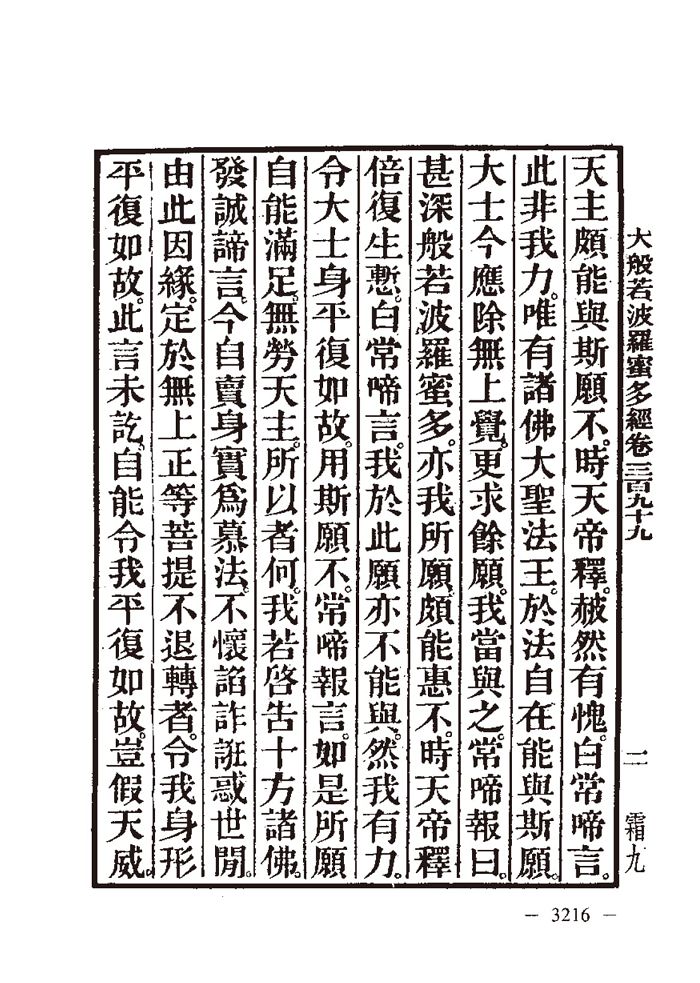 大般若波羅蜜多經卷三百九十九
二
霜九
天主頗能與斯願不。時天帝釋。赧然有愧。白常啼言。
此非我力。唯有諸佛大聖法王。於法自在能與斯願。
大士今應除無上覺。更求餘願。我當與之。常啼報曰。
甚深般若波羅蜜多。亦我所願。頗能惠不。時天帝釋
倍復生慙。白常啼言。我於此願亦不能與。然我有力。
令大士身平復如故。用斯願不。常啼報言。如是所願
自能滿足。無勞天主。所以者何。我若啓告十方諸佛。
發誠諦言。今自賣身實爲慕法。不懷諂詐誑惑世閒。
由此因緣。定於無上正等菩提不退轉者。令我身形
平復如故。此言未訖。自能令我平復如故。豈假天威。
— 3216 —